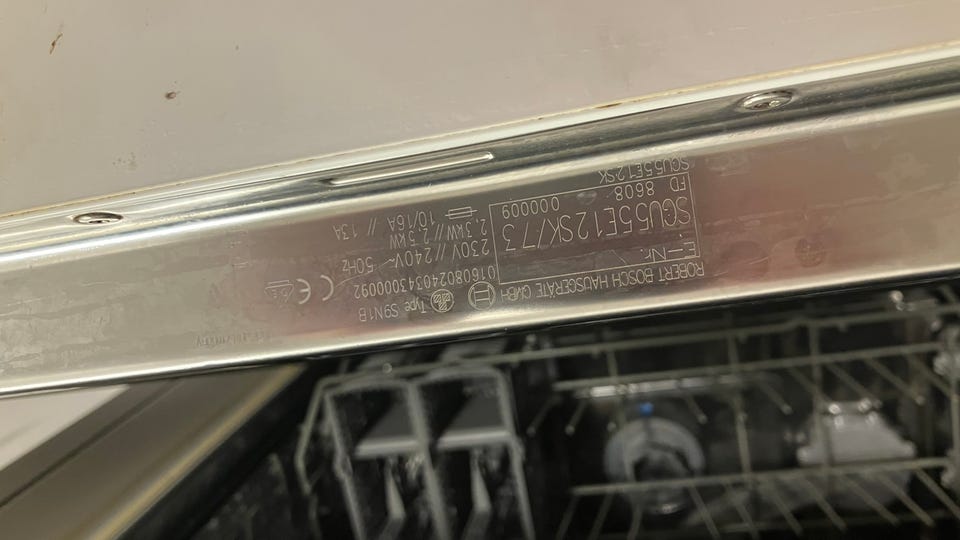 ROBERT BOSCH HAUSGERÄTE GmbH
E-Nr.
SGU55E12SK/73
FD 8608 000009
SGU55E12SK
Type S9N1B
016080240343000092
230V // 240V~ 50Hz
2,3kW // 2,5kW
10/16A // 13A
CE